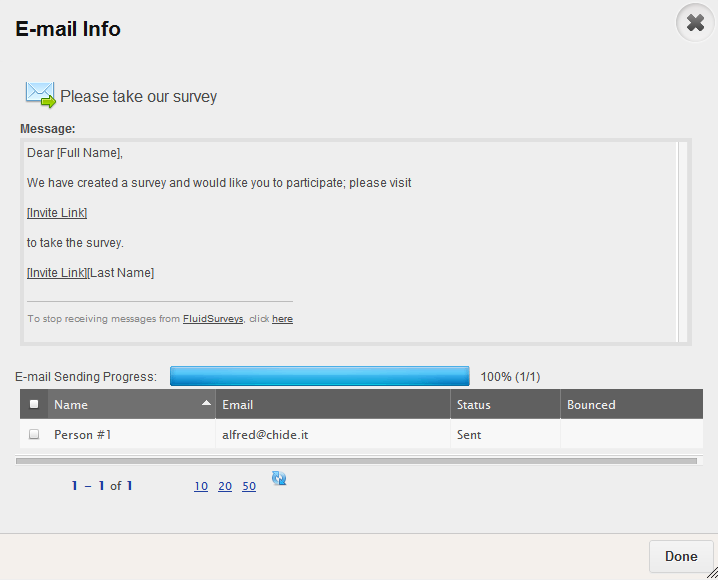 E-mail Info
Please take our survey
Message:
Dear [Full Name],
We have created a survey and would like you to participate; please visit
[Invite Link]
to take the survey.
[Invite Link][Last Name]
To stop receiving messages from FluidSurveys, click here
E-mail Sending Progress: 100% (1/1)
Name Email Status Bounced
Person #1 alfred@chide.it Sent
1 – 1 of 1 10 20 50
Done